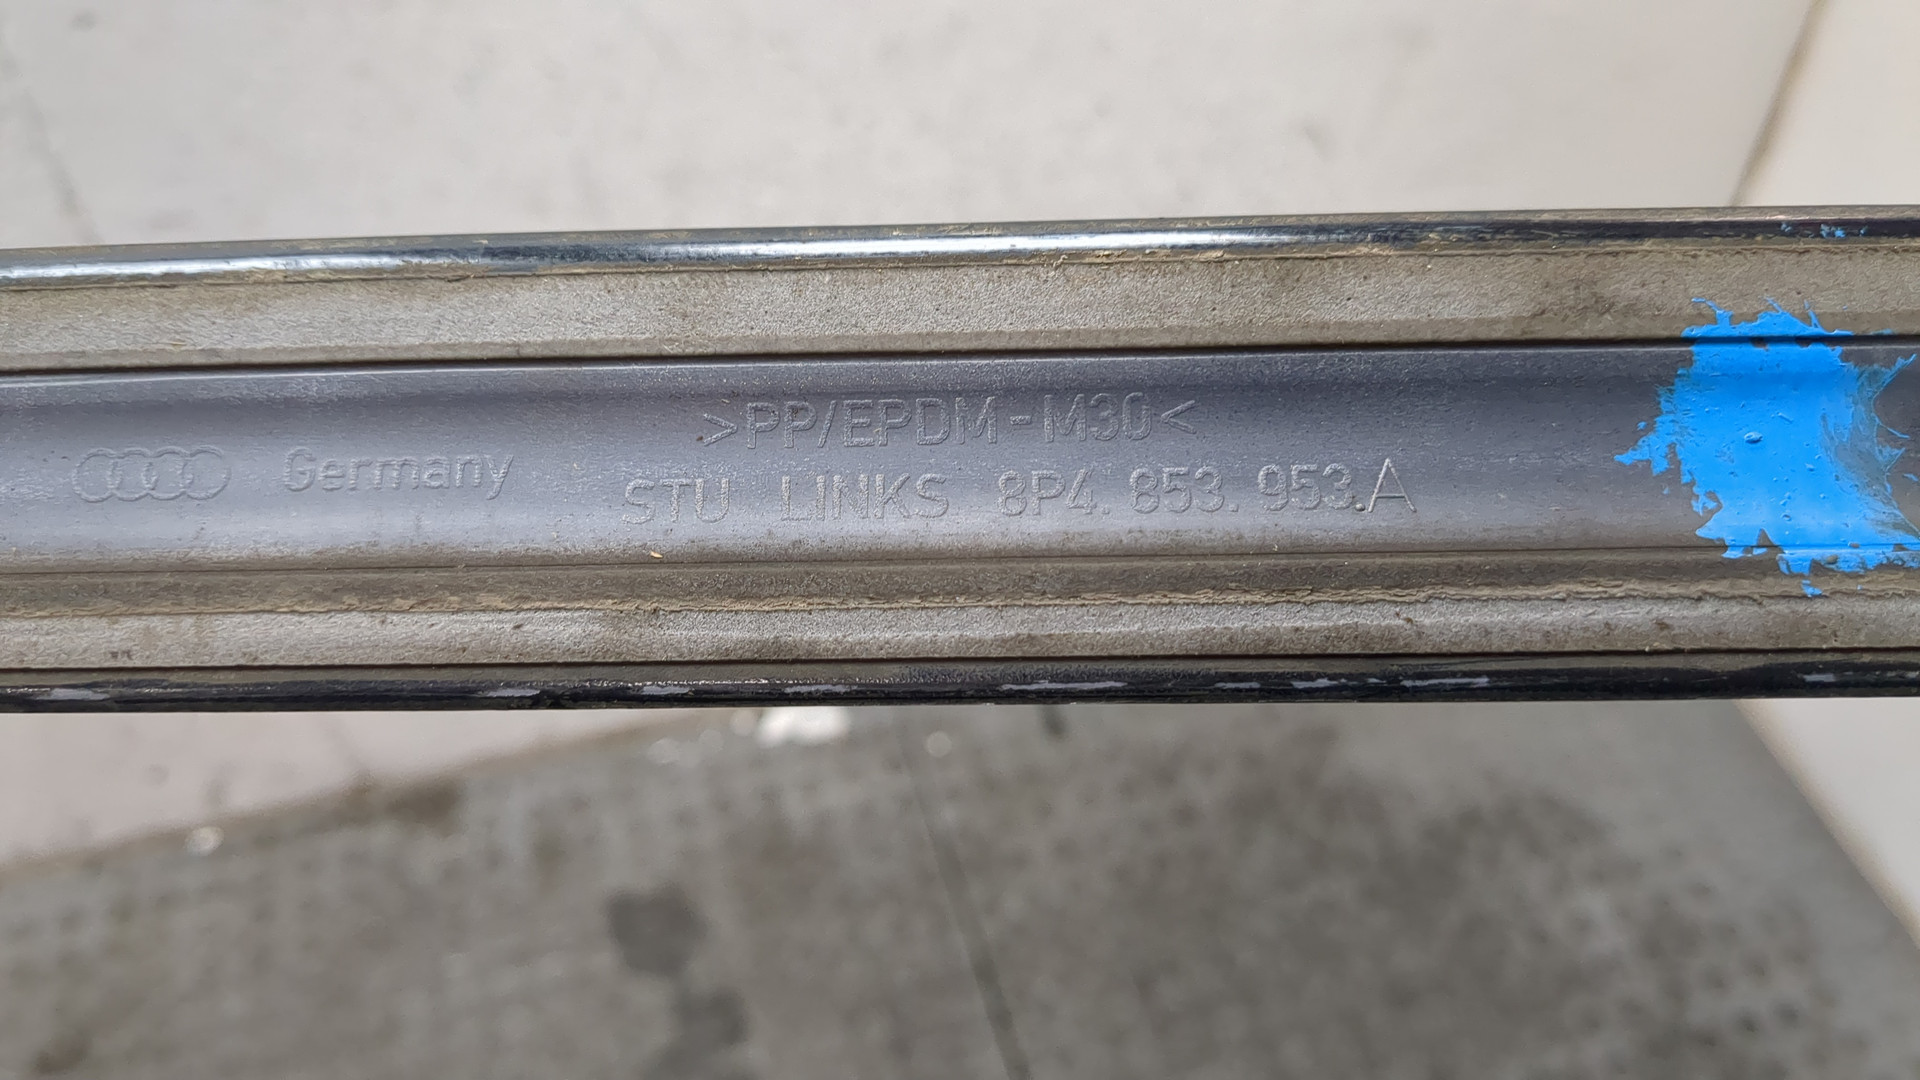 Germany
>PP/EPDM-M30<
STU LINKS 8P4.853.953.A